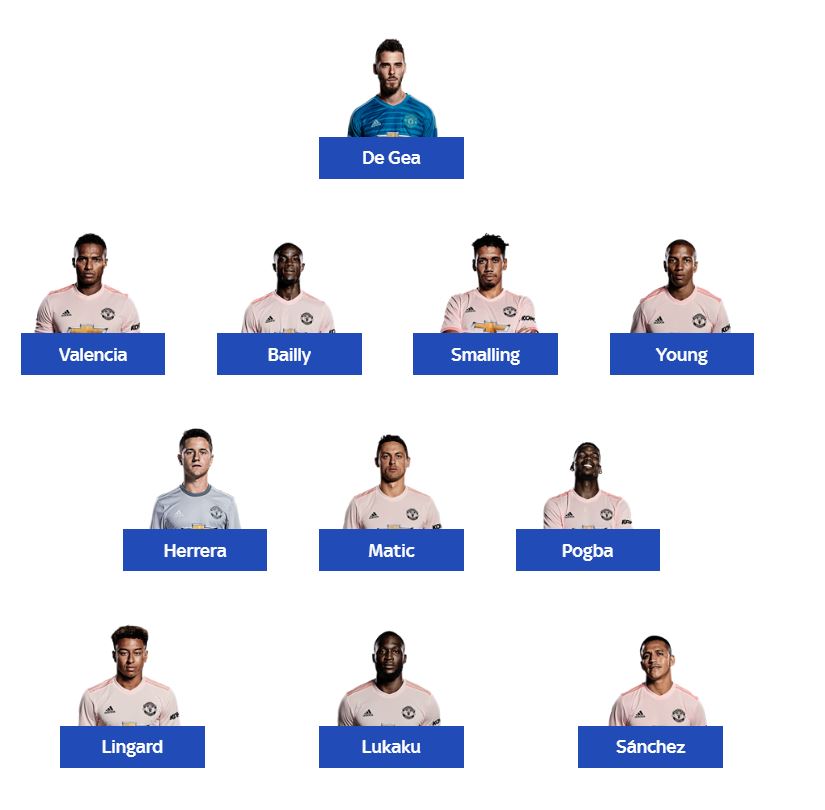 De Gea
Valencia
Bailly
Smalling
Young
Herrera
Matic
Pogba
Lingard
Lukaku
Sánchez